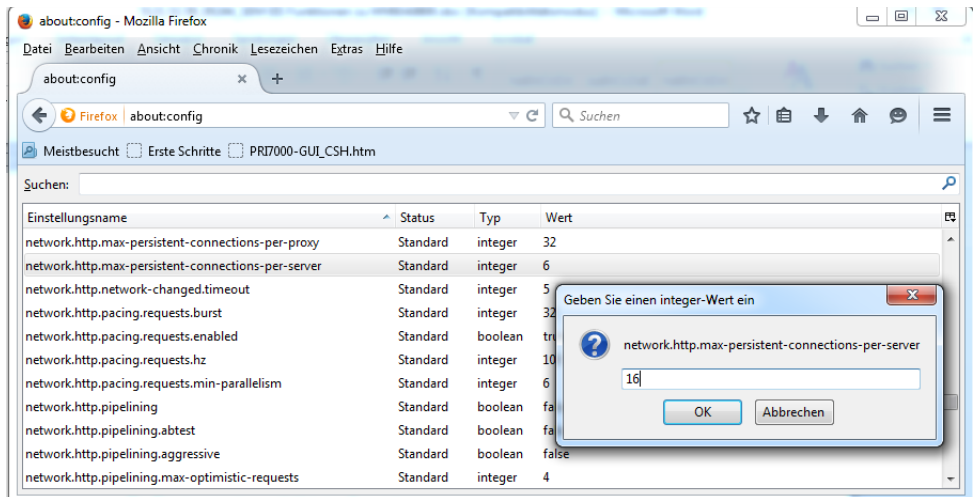 about:config - Mozilla Firefox
Datei Bearbeiten Ansicht Chronik Lesezeichen Extras Hilfe
about:config × +
Firefox about:config Suchen
Meistbesucht Erste Schritte PRI7000-GUI_CSH.htm
Suchen:
Einstellungsname Status Typ Wert
network.http.max-persistent-connections-per-proxy Standard integer 32
network.http.max-persistent-connections-per-server Standard integer 6
network.http.network-changed.timeout Standard integer 5
Geben Sie einen integer-Wert ein
network.http.pacing.requests.burst Standard integer 32
network.http.pacing.requests.enabled Standard boolean tru
network.http.max-persistent-connections-per-server
network.http.pacing.requests.hz Standard integer 10
network.http.pacing.requests.min-parallelism Standard integer 6
16
network.http.pipelining Standard boolean fa
OK Abbrechen
network.http.pipelining.abtest Standard boolean fa
network.http.pipelining.aggressive Standard boolean false
network.http.pipelining.max-optimistic-requests Standard integer 4